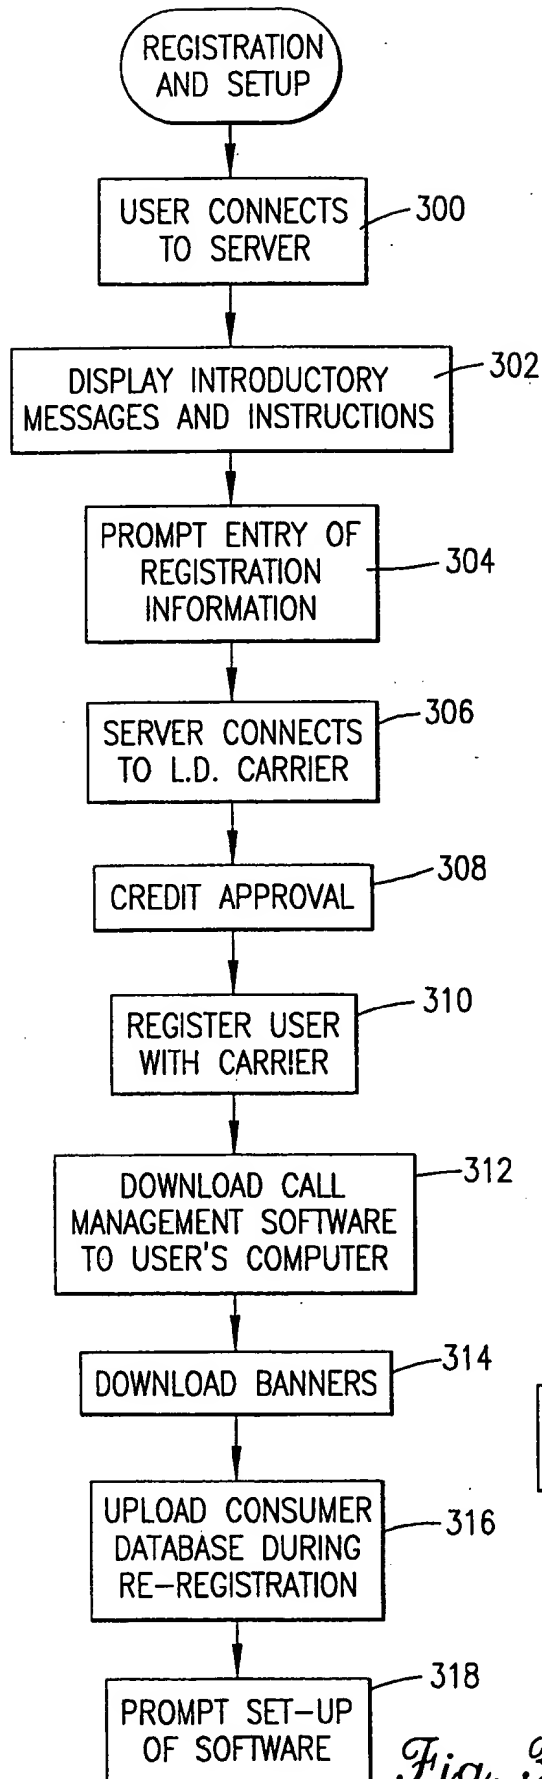 REGISTRATION
AND SETUP
USER CONNECTS
TO SERVER
300
DISPLAY INTRODUCTORY
MESSAGES AND INSTRUCTIONS
302
PROMPT ENTRY OF
REGISTRATION
INFORMATION
304
SERVER CONNECTS
TO L.D. CARRIER
306
CREDIT APPROVAL
308
REGISTER USER
WITH CARRIER
310
DOWNLOAD CALL
MANAGEMENT SOFTWARE
TO USER'S COMPUTER
312
DOWNLOAD BANNERS
314
UPLOAD CONSUMER
DATABASE DURING
RE-REGISTRATION
316
PROMPT SET-UP
OF SOFTWARE
318
Fig. 3